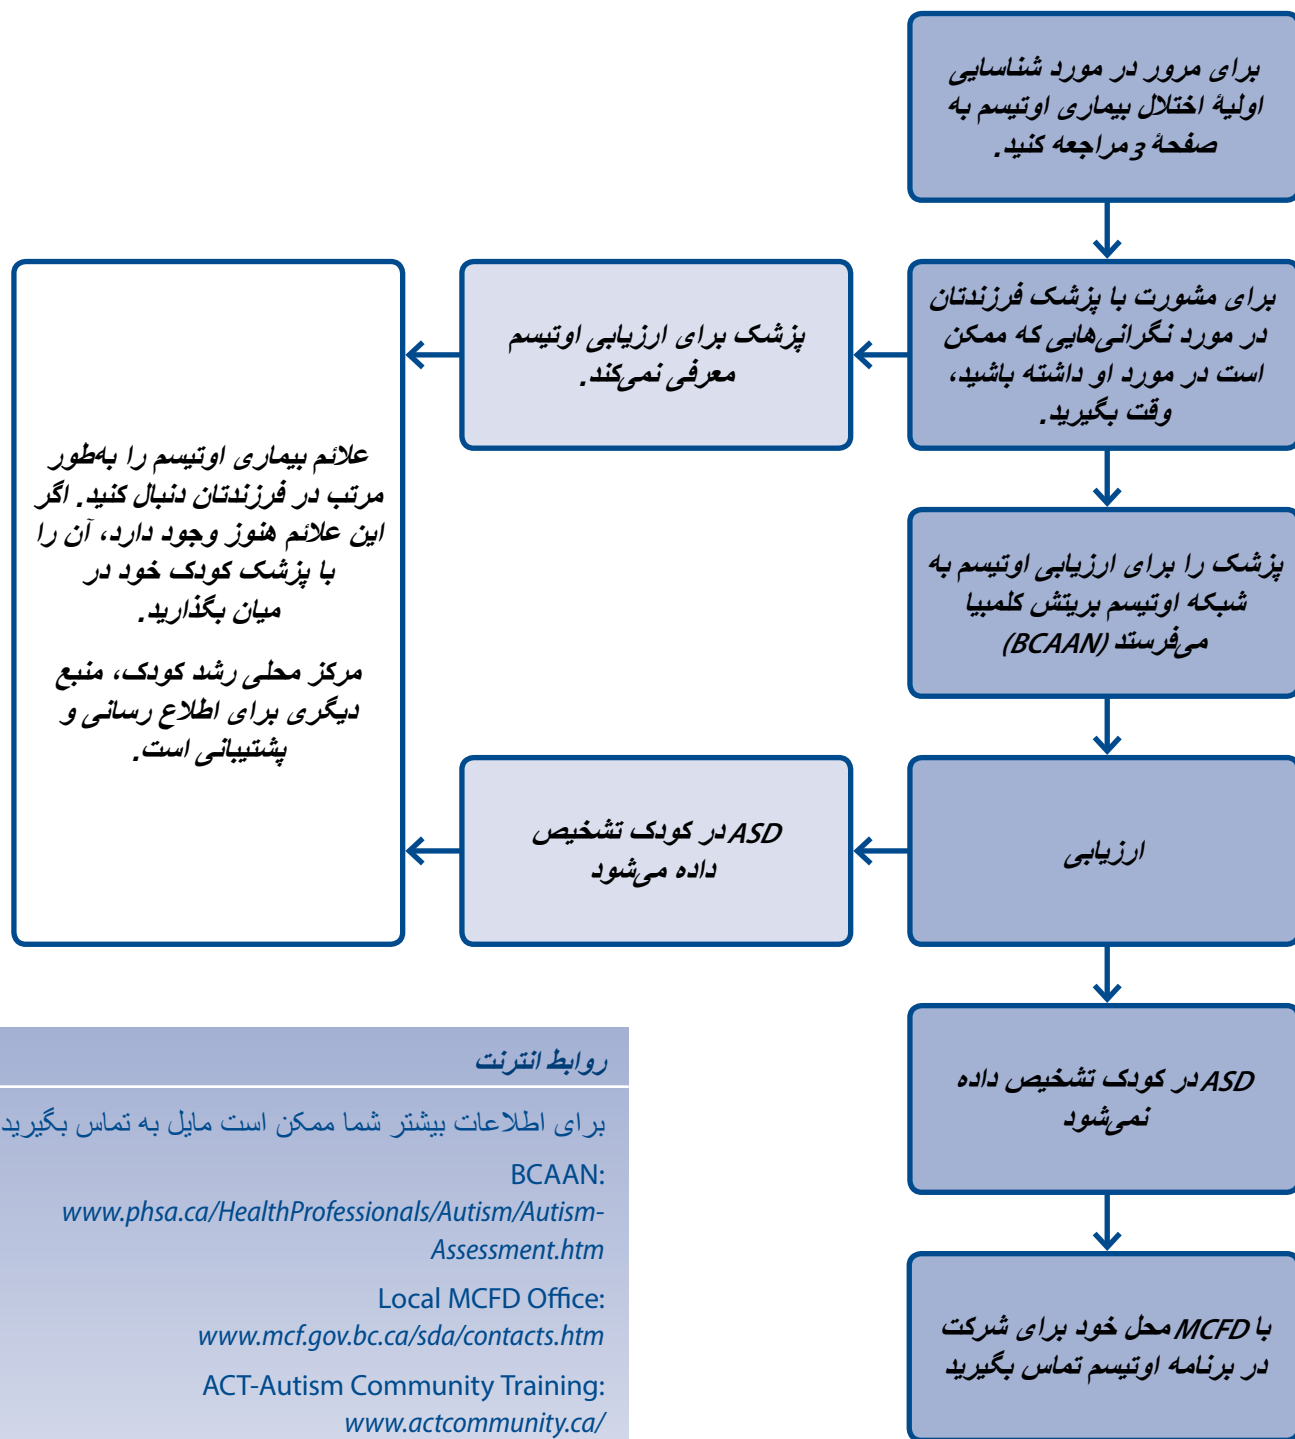 برای مرور در مورد شناسایی
اولیهٔ اختلال بیماری اوتیسم به
صفحهٔ 3 مراجعه کنید.
برای مشورت با پزشک فرزندتان
در مورد نگرانی‌هایی که ممکن
است در مورد او داشته باشید،
وقت بگیرید.
پزشک برای ارزیابی اوتیسم
معرفی نمی‌کند.
علائم بیماری اوتیسم را به‌طور
مرتب در فرزندتان دنبال کنید. اگر
این علائم هنوز وجود دارد، آن را
با پزشک کودک خود در
میان بگذارید.
مرکز محلی رشد کودک، منبع
دیگری برای اطلاع رسانی و
پشتیبانی است.
پزشک را برای ارزیابی اوتیسم به
شبکه اوتیسم بریتش کلمبیا
می‌فرستد (BCAAN)
ارزیابی
ASD در کودک تشخیص
داده می‌شود
ASD در کودک تشخیص داده
نمی‌شود
با MCFD محل خود برای شرکت
در برنامه اوتیسم تماس بگیرید
روابط انترنت
برای اطلاعات بیشتر شما ممکن است مایل به تماس بگیرید
BCAAN:
www.phsa.ca/HealthProfessionals/Autism/Autism-
Assessment.htm
Local MCFD Office:
www.mcf.gov.bc.ca/sda/contacts.htm
ACT-Autism Community Training:
www.actcommunity.ca/